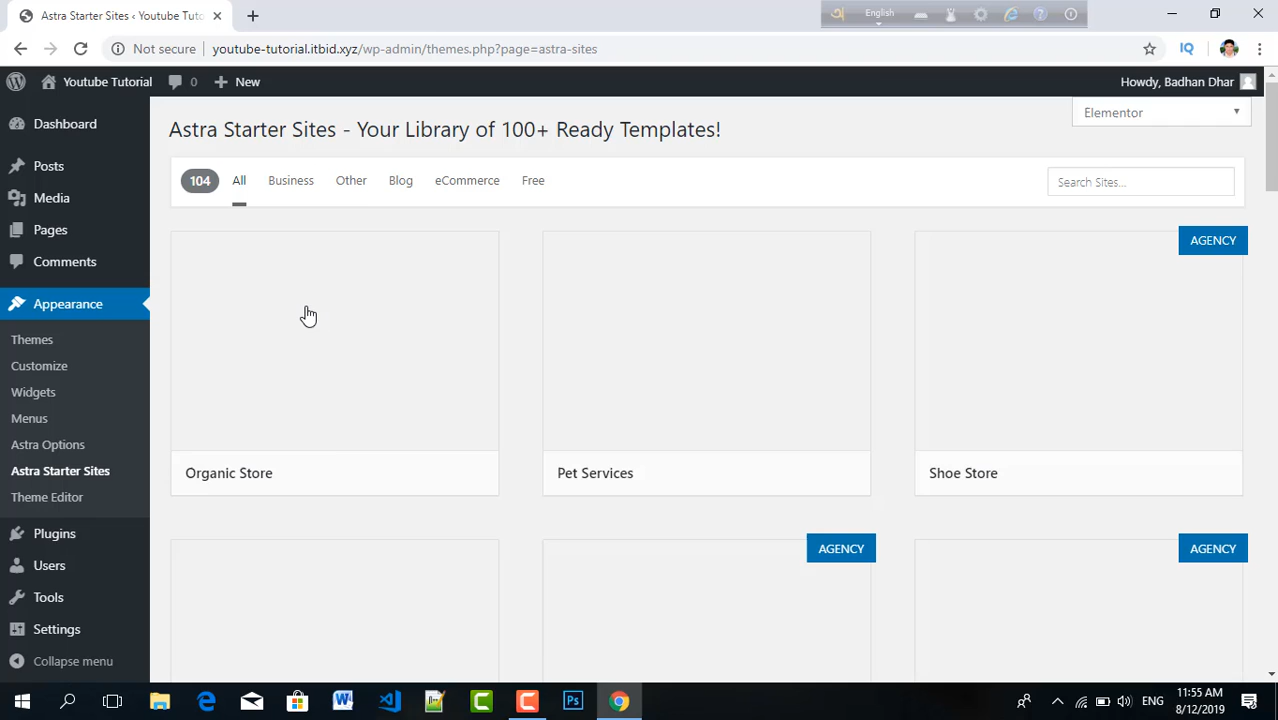 Astra Starter Sites ‹ Youtube Tuto
English
Not secure
youtube-tutorial.itbid.xyz/wp-admin/themes.php?page=astra-sites
IQ
Youtube Tutorial
0
New
Howdy, Badhan Dhar
Dashboard
Posts
Media
Pages
Comments
Appearance
Themes
Customize
Widgets
Menus
Astra Options
Astra Starter Sites
Theme Editor
Plugins
Users
Tools
Settings
Collapse menu
Astra Starter Sites - Your Library of 100+ Ready Templates!
Elementor
104 All Business Other Blog eCommerce Free
Search Sites...
AGENCY
Organic Store
Pet Services
Shoe Store
AGENCY
AGENCY
Ps
ENG
11:55 AM
8/12/2019